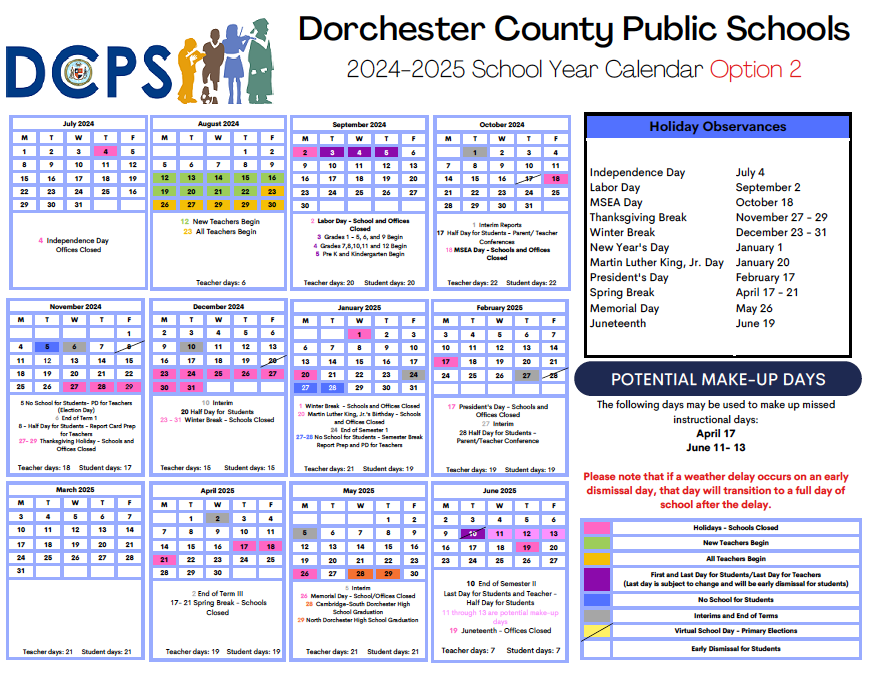 DCPS
Dorchester County Public Schools
2024-2025 School Year Calendar Option 2
July 2024
M T W T F
1 2 3 4 5
8 9 10 11 12
15 16 17 18 19
22 23 24 25 26
29 30 31
4 Independence Day
Offices Closed
August 2024
M T W T F
1 2
5 6 7 8 9
12 13 14 15 16
19 20 21 22 23
26 27 28 29 30
12 New Teachers Begin
23 All Teachers Begin
Teacher days: 6
September 2024
M T W T F
2 3 4 5 6
9 10 11 12 13
16 17 18 19 20
23 24 25 26 27
30
2 Labor Day - School and Offices
Closed
3 Grades 1 - 5, 6, and 9 Begin
4 Grades 7,8,10,11 and 12 Begin
5 Pre K and Kindergarten Begin
Teacher days: 20 Student days: 20
October 2024
M T W T F
1 2 3 4
7 8 9 10 11
14 15 16 17 18
21 22 23 24 25
28 29 30 31
1 Interim Reports
17 Half Day for Students - Parent/ Teacher
Conferences
18 MSEA Day - Schools and Offices
Closed
Teacher days: 22 Student days: 22
Holiday Observances
Independence Day July 4
Labor Day September 2
MSEA Day October 18
Thanksgiving Break November 27 - 29
Winter Break December 23 - 31
New Year's Day January 1
Martin Luther King, Jr. Day January 20
President's Day February 17
Spring Break April 17 - 21
Memorial Day May 26
Juneteenth June 19
November 2024
M T W T F
1
4 5 6 7 8
11 12 13 14 15
18 19 20 21 22
25 26 27 28 29
5 No School for Students- PD for Teachers
(Election Day)
6 End of Term 1
8 - Half Day for Students - Report Card Prep
for Teachers
27- 29 Thanksgiving Holiday - Schools and
Offices Closed
Teacher days: 18 Student days: 17
December 2024
M T W T F
2 3 4 5 6
9 10 11 12 13
16 17 18 19 20
23 24 25 26 27
30 31
10 Interim
20 Half Day for Students
23 - 31 Winter Break - Schools Closed
Teacher days: 15 Student days: 15
January 2025
M T W T F
1 2 3
6 7 8 9 10
13 14 15 16 17
20 21 22 23 24
27 28 29 30 31
1 Winter Break - Schools and Offices Closed
20 Martin Luther King, Jr.'s Birthday - Schools
and Offices Closed
24 End of Semester 1
27-28 No School for Students - Semester Break
Report Prep and PD for Teachers
Teacher days: 21 Student days: 19
February 2025
M T W T F
3 4 5 6 7
10 11 12 13 14
17 18 19 20 21
24 25 26 27 28
17 President's Day - Schools and
Offices Closed
27 Interim
28 Half Day for Students -
Parent/Teacher Conference
Teacher days: 19 Student days: 19
POTENTIAL MAKE-UP DAYS
The following days may be used to make up missed
instructional days:
April 17
June 11- 13
Please note that if a weather delay occurs on an early
dismissal day, that day will transition to a full day of
school after the delay.
March 2025
M T W T F
3 4 5 6 7
10 11 12 13 14
17 18 19 20 21
24 25 26 27 28
31
Teacher days: 21 Student days: 21
April 2025
M T W T F
1 2 3 4
7 8 9 10 11
14 15 16 17 18
21 22 23 24 25
28 29 30
2 End of Term III
17- 21 Spring Break - Schools
Closed
Teacher days: 19 Student days: 19
May 2025
M T W T F
1 2
5 6 7 8 9
12 13 14 15 16
19 20 21 22 23
26 27 28 29 30
5 Interim
26 Memorial Day - School/Offices Closed
28 Cambridge-South Dorchester High
School Graduation
29 North Dorchester High School Graduation
Teacher days: 21 Student days: 21
June 2025
M T W T F
2 3 4 5 6
9 10 11 12 13
16 17 18 19 20
23 24 25 26 27
10 End of Semester II
Last Day for Students and Teacher -
Half Day for Students
11 through 13 are potential make-up
days
19 Juneteenth - Offices Closed
Teacher days: 7 Student days: 7
Holidays - Schools Closed
New Teachers Begin
All Teachers Begin
First and Last Day for Students/Last Day for Teachers
(Last day is subject to change and will be early dismissal for students)
No School for Students
Interims and End of Terms
Virtual School Day - Primary Elections
Early Dismissal for Students